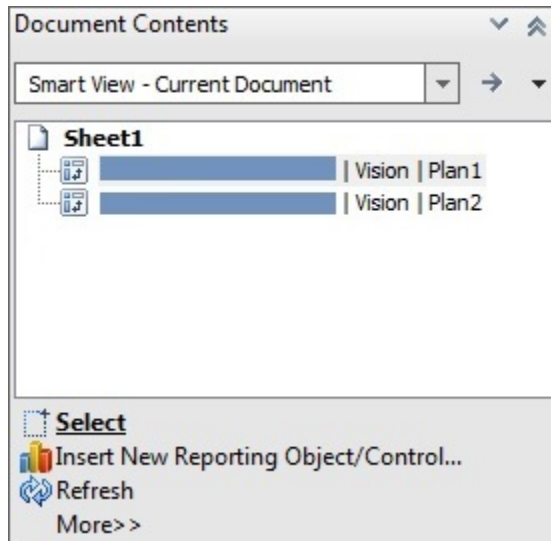 Document Contents
Smart View - Current Document
Sheet1
| Vision | Plan1
| Vision | Plan2
Select
Insert New Reporting Object/Control...
Refresh
More>>